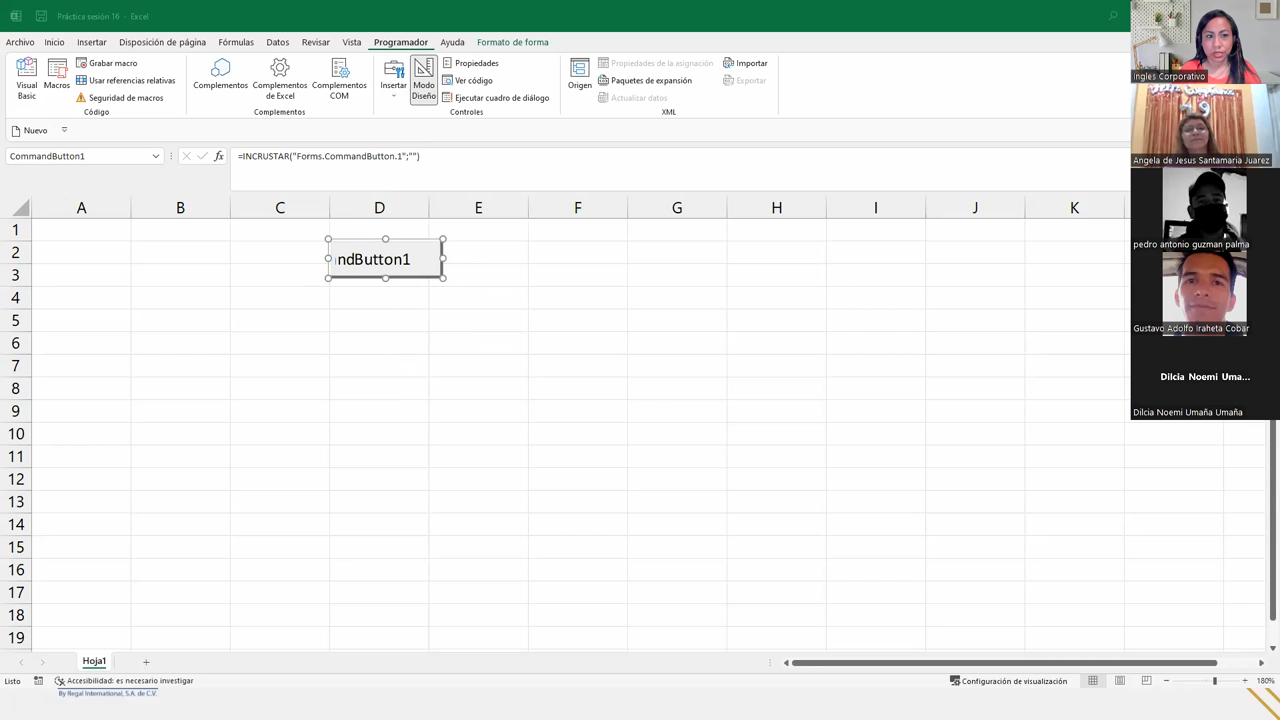 Práctica sesión 16 - Excel
Archivo Inicio Insertar Disposición de página Fórmulas Datos Revisar Vista Programador Ayuda Formato de forma
Visual Basic
Macros
Grabar macro
Usar referencias relativas
Seguridad de macros
Código
Complementos
Complementos de Excel
Complementos COM
Complementos
Insertar
Modo Diseño
Propiedades
Ver código
Ejecutar cuadro de diálogo
Controles
Origen
Propiedades de la asignación
Paquetes de expansión
Actualizar datos
Importar
Exportar
XML
Nuevo
CommandButton1
fx
=INCRUSTAR("Forms.CommandButton.1";"")
A B C D E F G H I J K
1
2
3
ndButton1
4
5
6
7
8
9
10
11
12
13
14
15
16
17
18
19
Ingles Corporativo
Angela de Jesus Santamaria Juarez
pedro antonio guzman palma
Gustavo Adolfo Iraheta Cobar
Dilcia Noemi Uma...
Dilcia Noemi Umaña Umaña
Hoja1
Listo
Accesibilidad: es necesario investigar
Configuración de visualización
180%
By Regal International, S.A. de C.V.